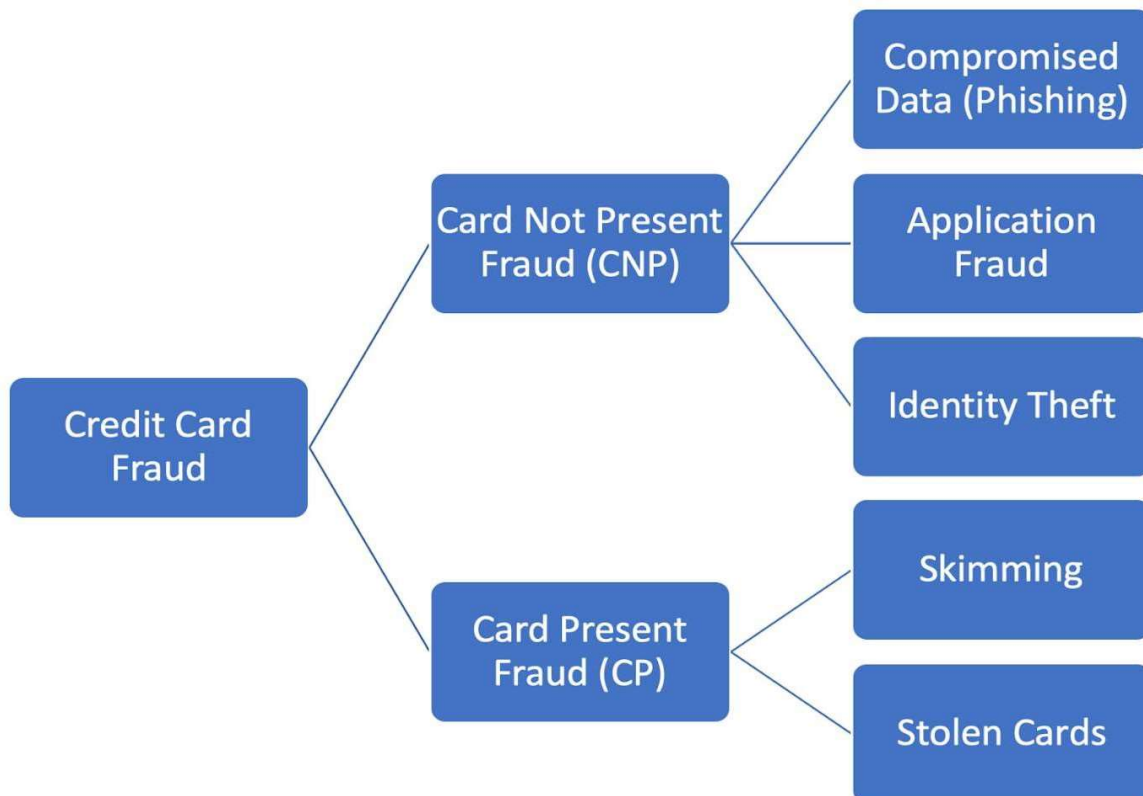 Credit Card
Fraud
Card Not Present
Fraud (CNP)
Card Present
Fraud (CP)
Compromised
Data (Phishing)
Application
Fraud
Identity Theft
Skimming
Stolen Cards